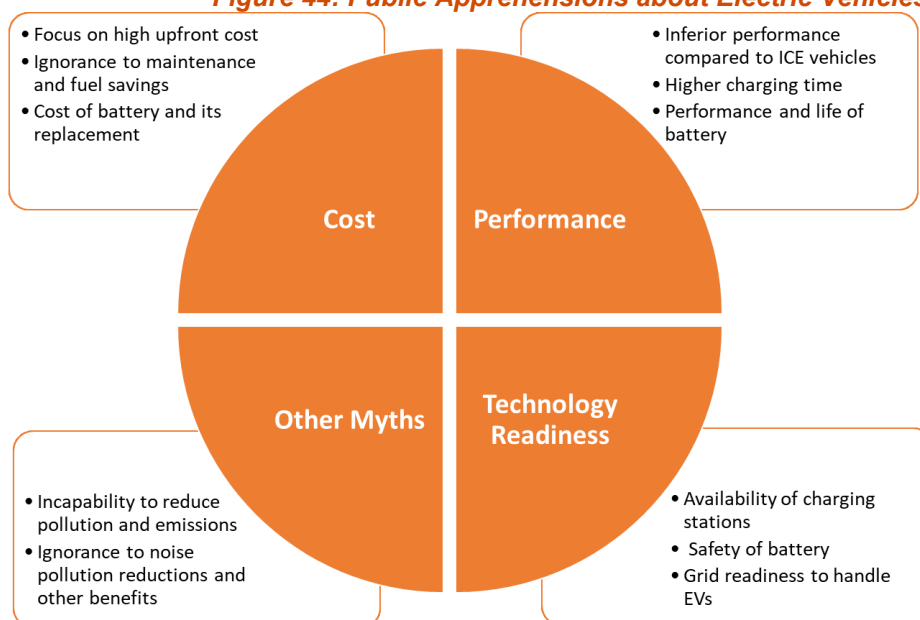 Figure 44: Public Apprehensions about Electric Vehicles
• Focus on high upfront cost
• Ignorance to maintenance
and fuel savings
• Cost of battery and its
replacement
• Inferior performance
compared to ICE vehicles
• Higher charging time
• Performance and life of
battery
Cost
Performance
Other Myths
Technology
Readiness
• Incapability to reduce
pollution and emissions
• Ignorance to noise
pollution reductions and
other benefits
• Availability of charging
stations
• Safety of battery
• Grid readiness to handle
EVs